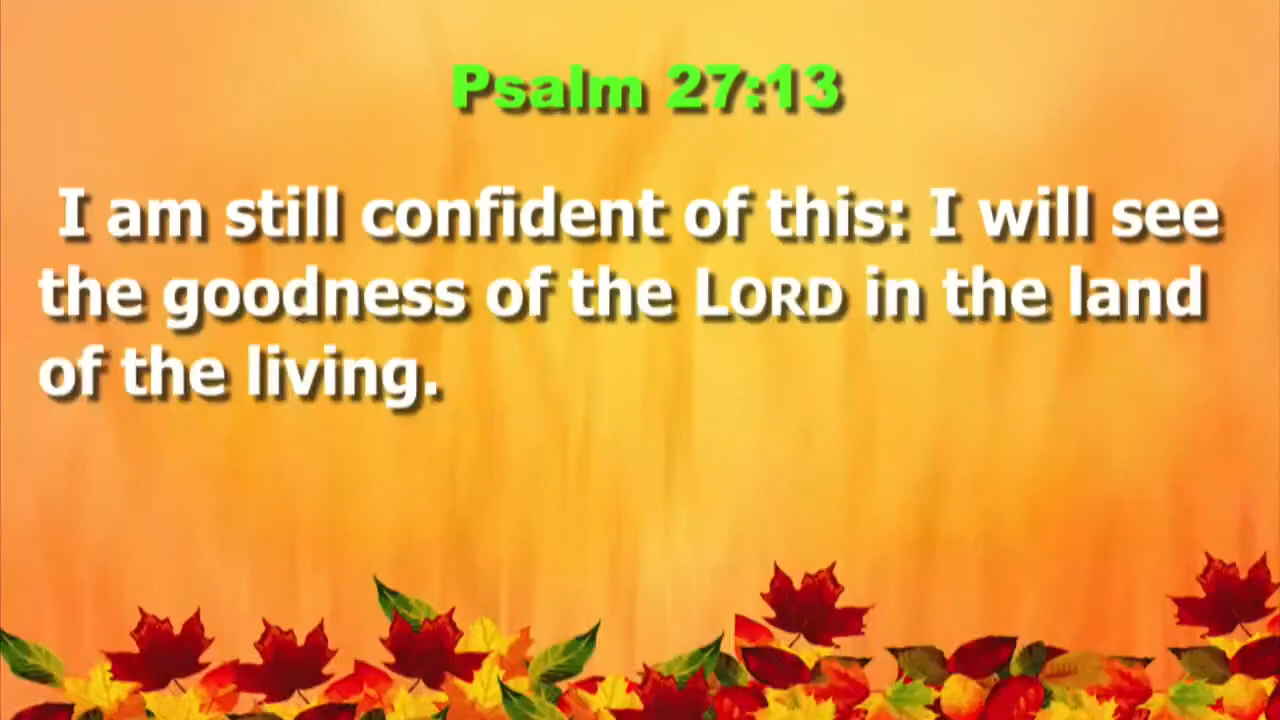 Psalm 27:13
I am still confident of this: I will see
the goodness of the LORD in the land
of the living.